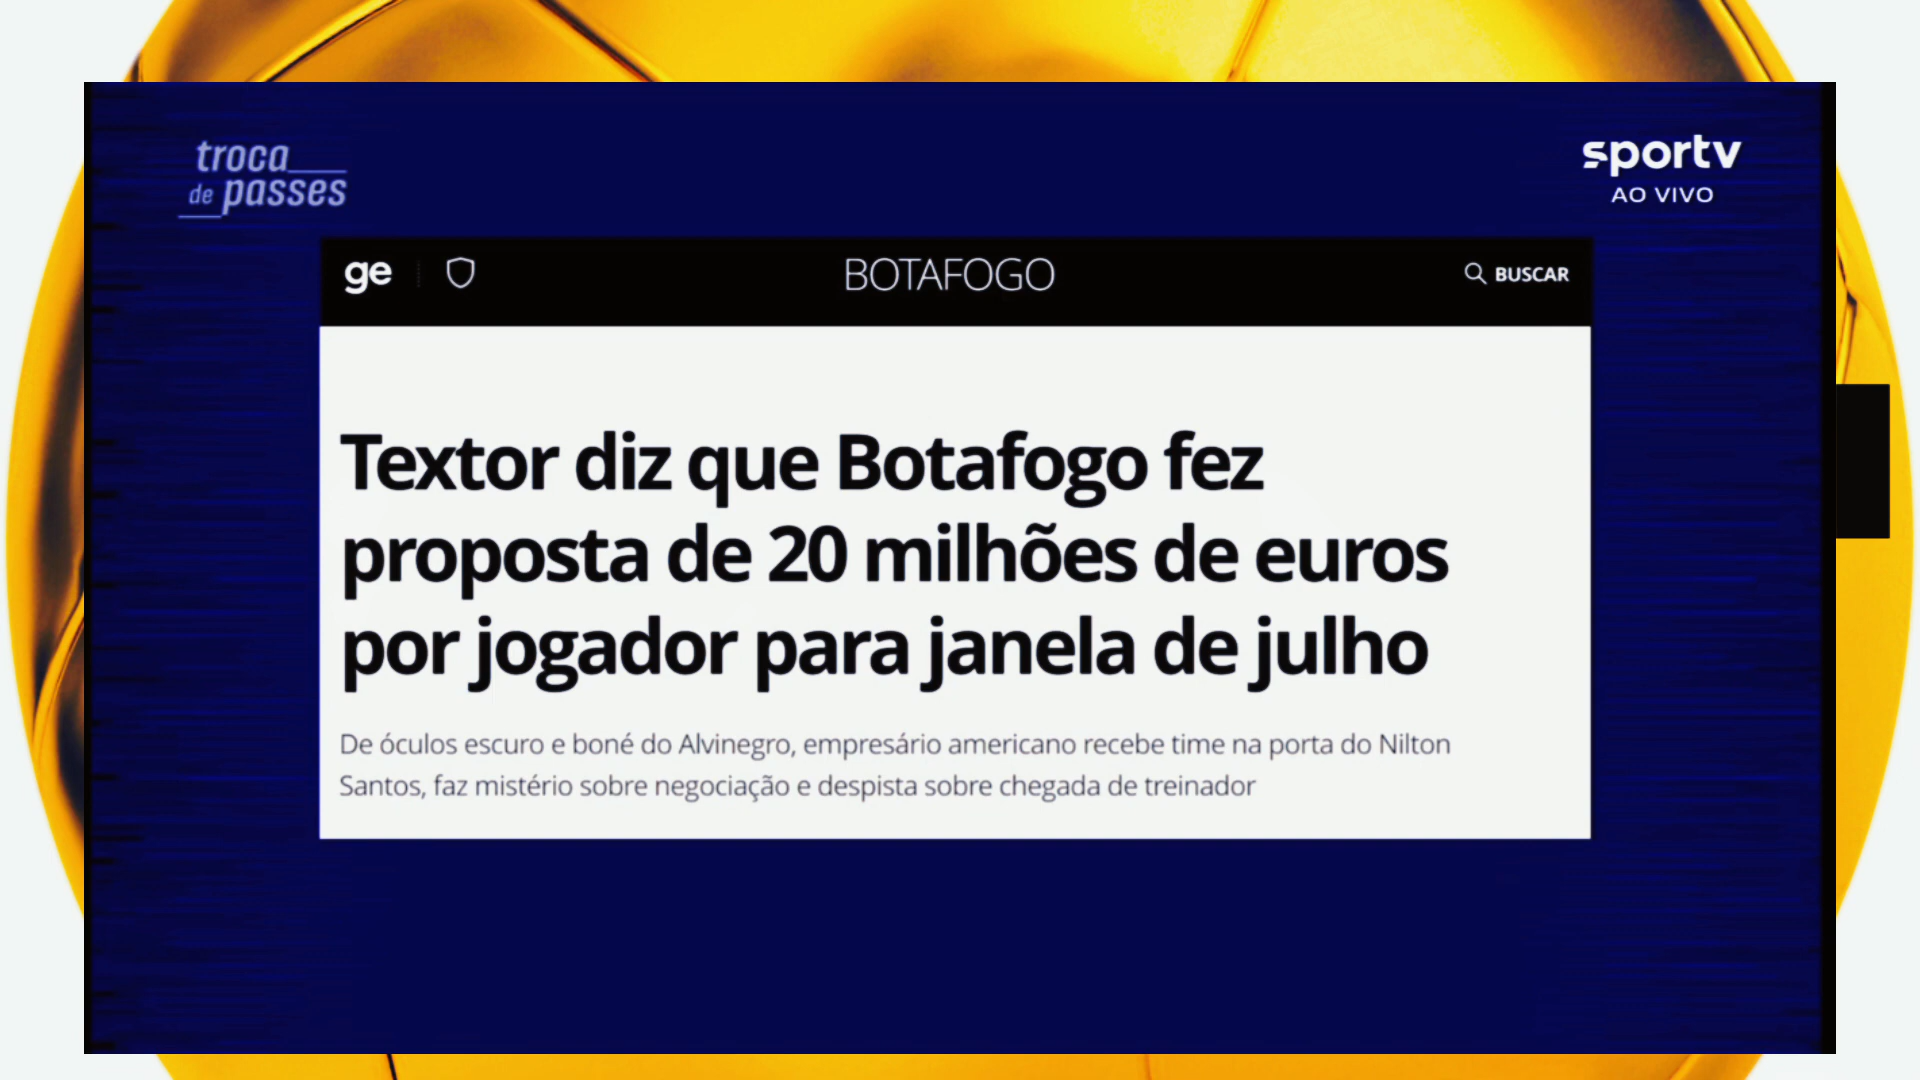 troca
de passes
sportv
AO VIVO
ge
BOTAFOGO
BUSCAR
Textor diz que Botafogo fez
proposta de 20 milhões de euros
por jogador para janela de julho
De óculos escuro e boné do Alvinegro, empresário americano recebe time na porta do Nilton
Santos, faz mistério sobre negociação e despista sobre chegada de treinador